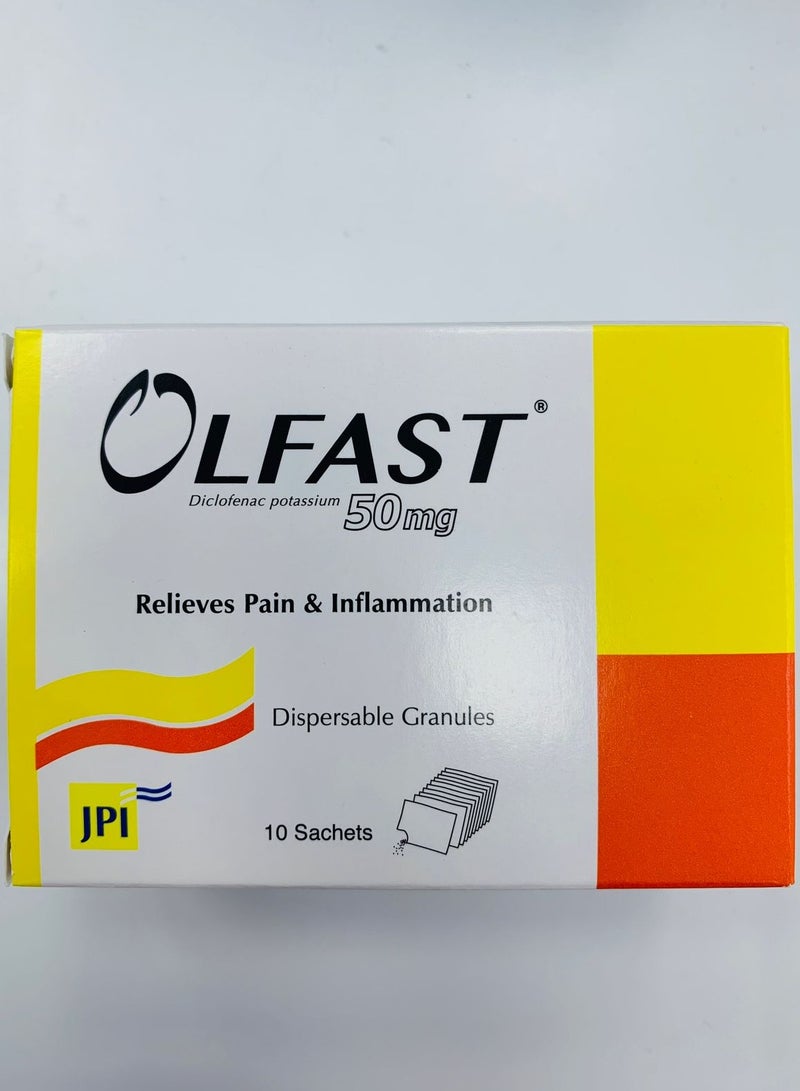 OLFAST®
Diclofenac potassium 50mg
Relieves Pain & Inflammation
Dispersable Granules
JPI
10 Sachets